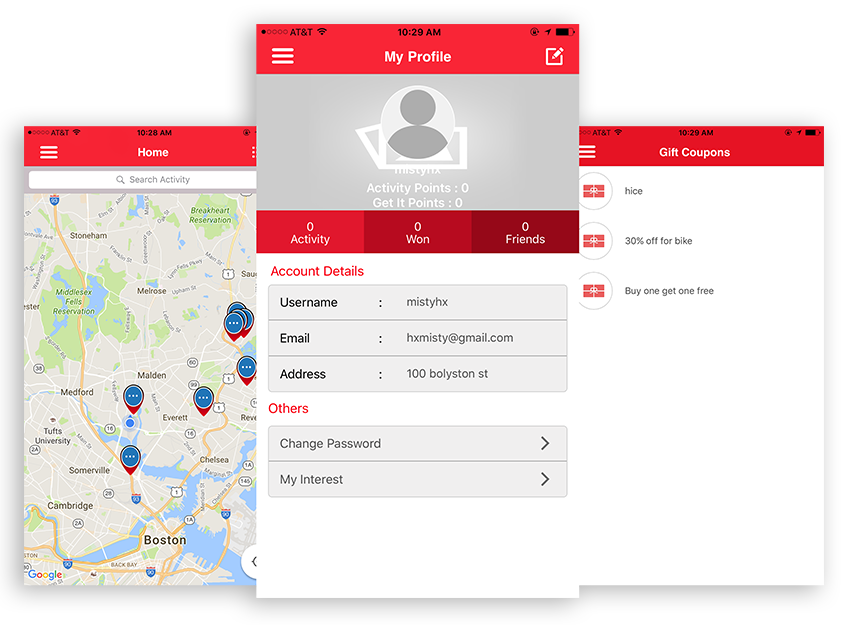 AT&T 10:28 AM
Home
Search Activity
Breakheart
Reservation
Stoneham
Middlesex
Fells
Reservation
Melrose
Malden
Medford
Everett
Tufts
University
Chelsea
Somerville
Cambridge
Boston
BACK BAY
Google
AT&T 10:29 AM
My Profile
mistyhx
Activity Points : 0
Get It Points : 0
0 0 0
Activity Won Friends
Account Details
Username : mistyhx
Email : hxmisty@gmail.com
Address : 100 bolyston st
Others
Change Password
My Interest
AT&T 10:29 AM
Gift Coupons
hice
30% off for bike
Buy one get one free